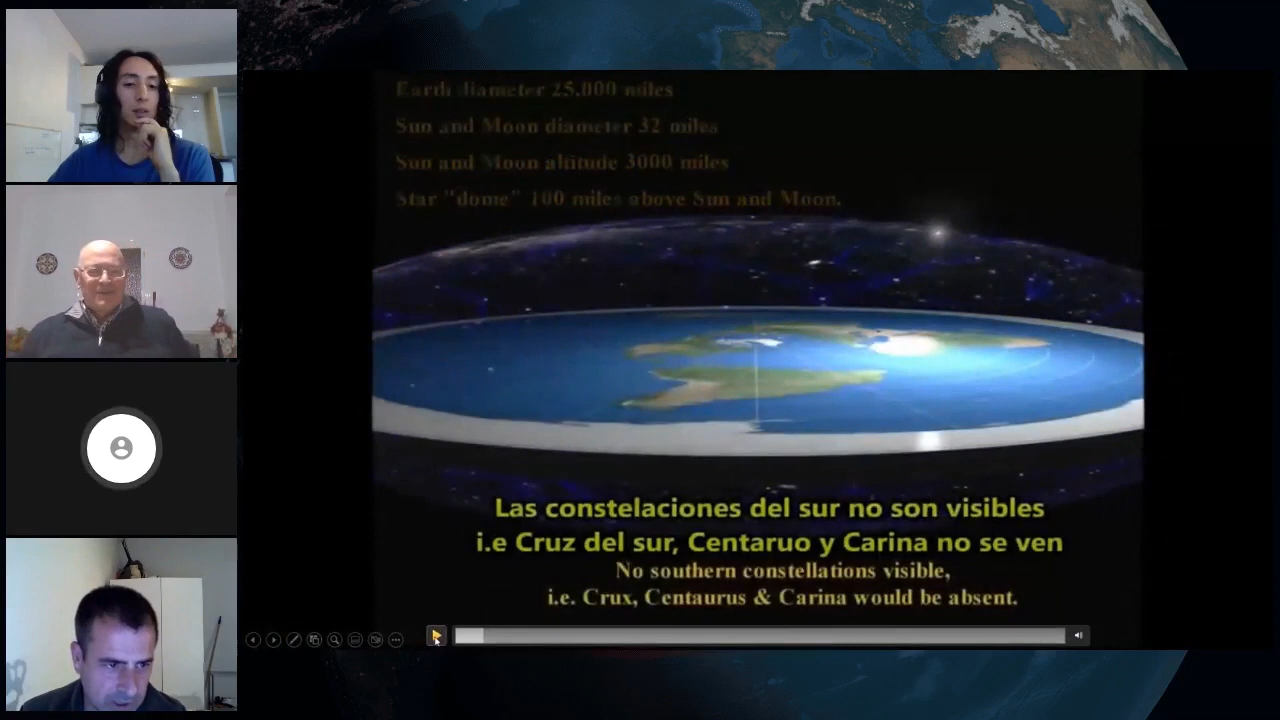 Earth diameter 25.000 miles
Sun and Moon diameter 32 miles
Sun and Moon altitude 3000 miles
Star "dome" 100 miles above Sun and Moon.
Las constelaciones del sur no son visibles
i.e Cruz del sur, Centaruo y Carina no se ven
No southern constellations visible,
i.e. Crux, Centaurus & Carina would be absent.